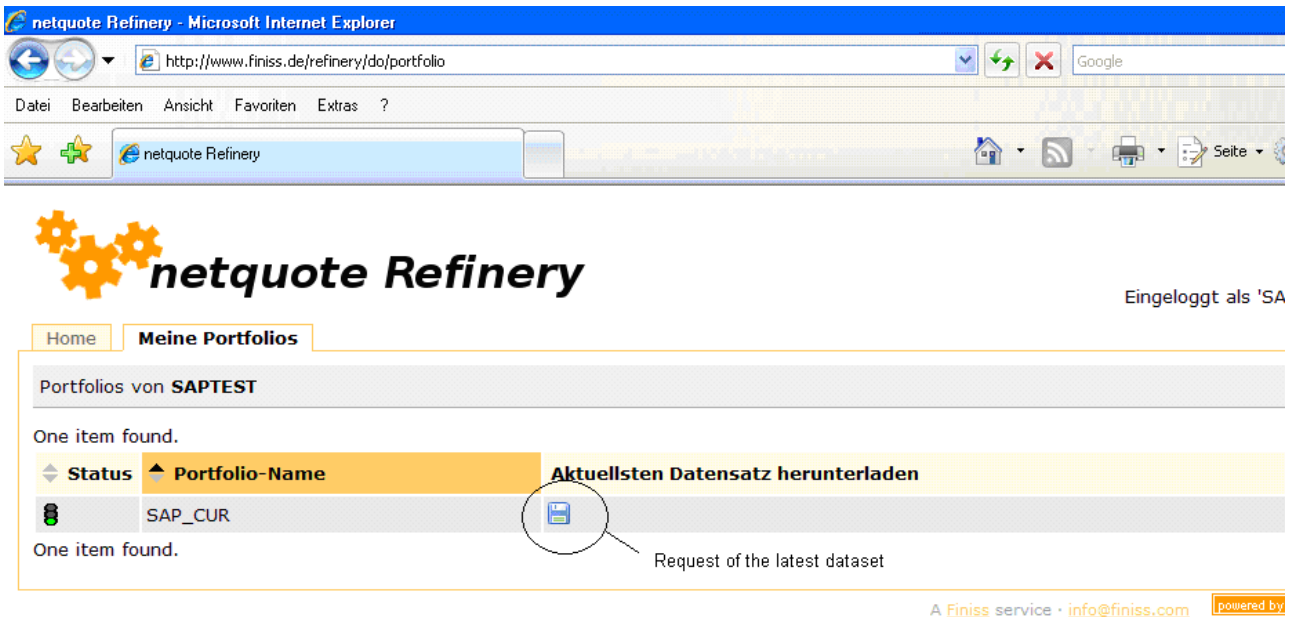 netquote Refinery - Microsoft Internet Explorer
http://www.finiss.de/refinery/do/portfolio
Google
Datei Bearbeiten Ansicht Favoriten Extras ?
netquote Refinery
Seite
netquote Refinery
Eingeloggt als 'SA
Home Meine Portfolios
Portfolios von SAPTEST
One item found.
Status Portfolio-Name Aktuellsten Datensatz herunterladen
SAP_CUR
One item found.
Request of the latest dataset
A Finiss service · info@finiss.com powered by